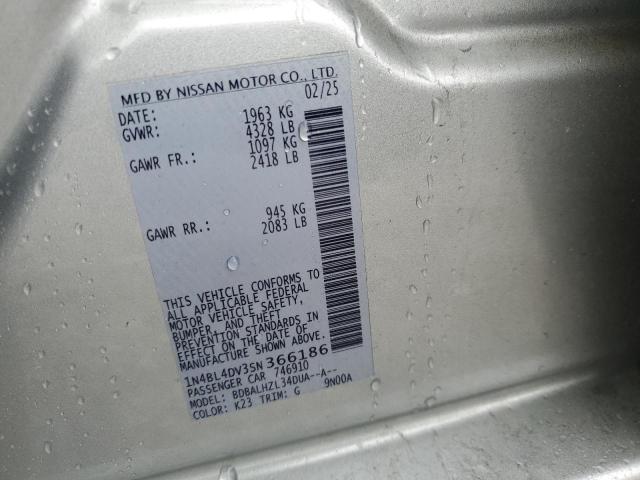 MFD BY NISSAN MOTOR CO., LTD.
DATE: 02/25
GVWR: 1963 KG
4328 LB
GAWR FR.: 1097 KG
2418 LB
GAWR RR.: 945 KG
2083 LB
THIS VEHICLE CONFORMS TO
ALL APPLICABLE FEDERAL
MOTOR VEHICLE SAFETY,
BUMPER, AND THEFT
PREVENTION STANDARDS IN
EFFECT ON THE DATE OF
MANUFACTURE SHOWN ABOVE.
1N4BL4DV3SN366186
PASSENGER CAR 746910
MODEL: BDBALHZL34DUA--A--
COLOR: K23 TRIM: G 9N00A